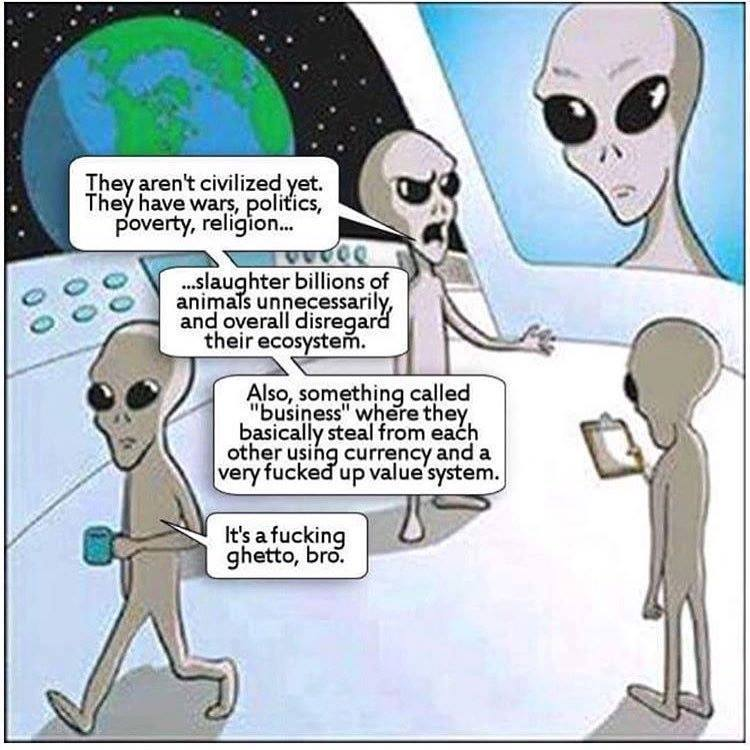 They aren't civilized yet.
They have wars, politics,
poverty, religion...
...slaughter billions of
animals unnecessarily,
and overall disregard
their ecosystem.
Also, something called
"business" where they
basically steal from each
other using currency and a
very fucked up value system.
It's a fucking
ghetto, bro.